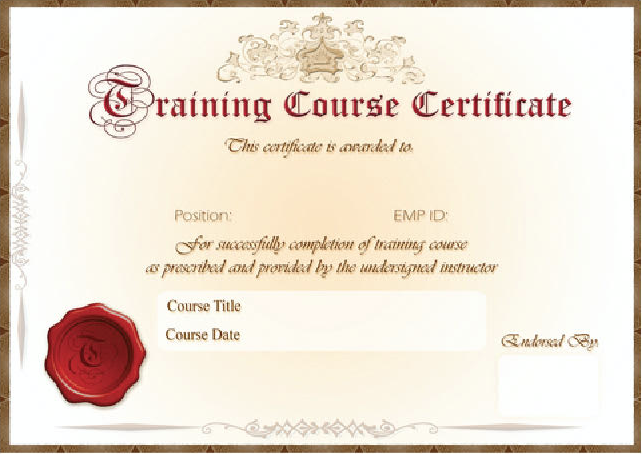 Training Course Certificate
This certificate is awarded to:
Position: EMP ID:
For successfully completion of training course
as prescribed and provided by the undersigned instructor
Course Title
Course Date
T
Endorsed By: